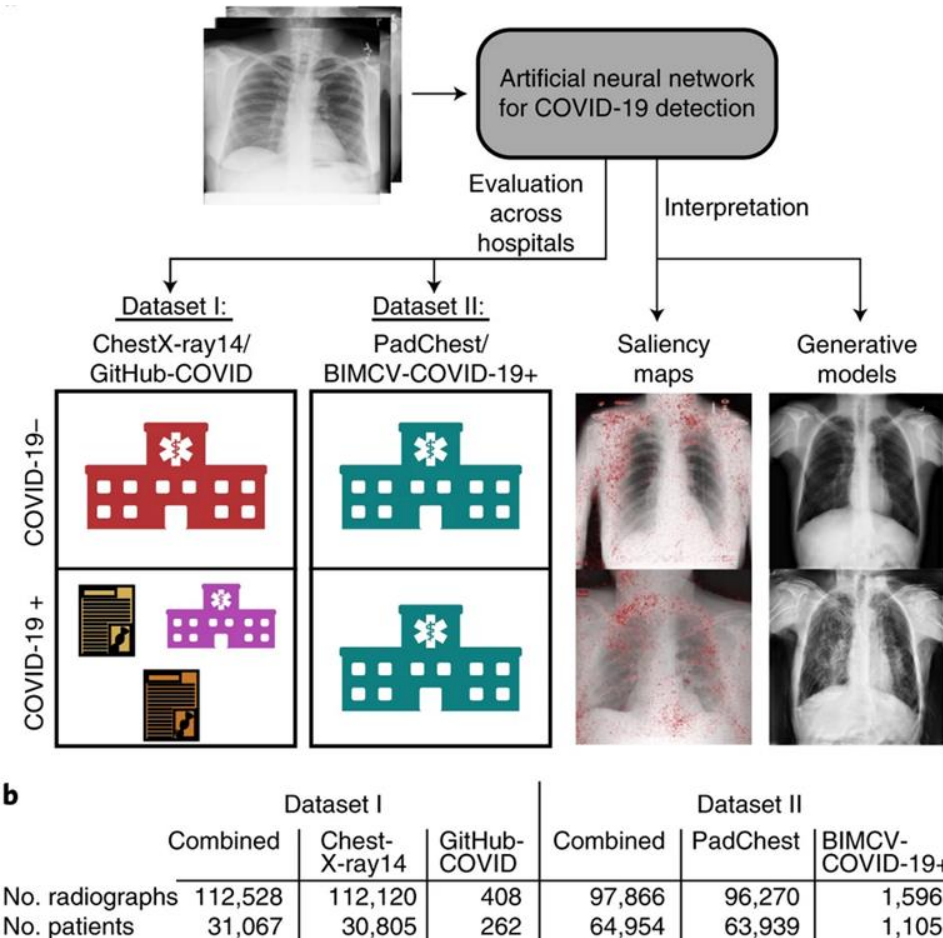 Artificial neural network
for COVID-19 detection
Evaluation
across
hospitals
Interpretation
Dataset I:
ChestX-ray14/
GitHub-COVID
Dataset II:
PadChest/
BIMCV-COVID-19+
Saliency
maps
Generative
models
COVID-19–
COVID-19 +
b
Dataset I
Dataset II
Combined
Chest-
X-ray14
GitHub-
COVID
Combined
PadChest
BIMCV-
COVID-19+
No. radiographs 112,528 112,120 408 97,866 96,270 1,596
No. patients 31,067 30,805 262 64,954 63,939 1,105